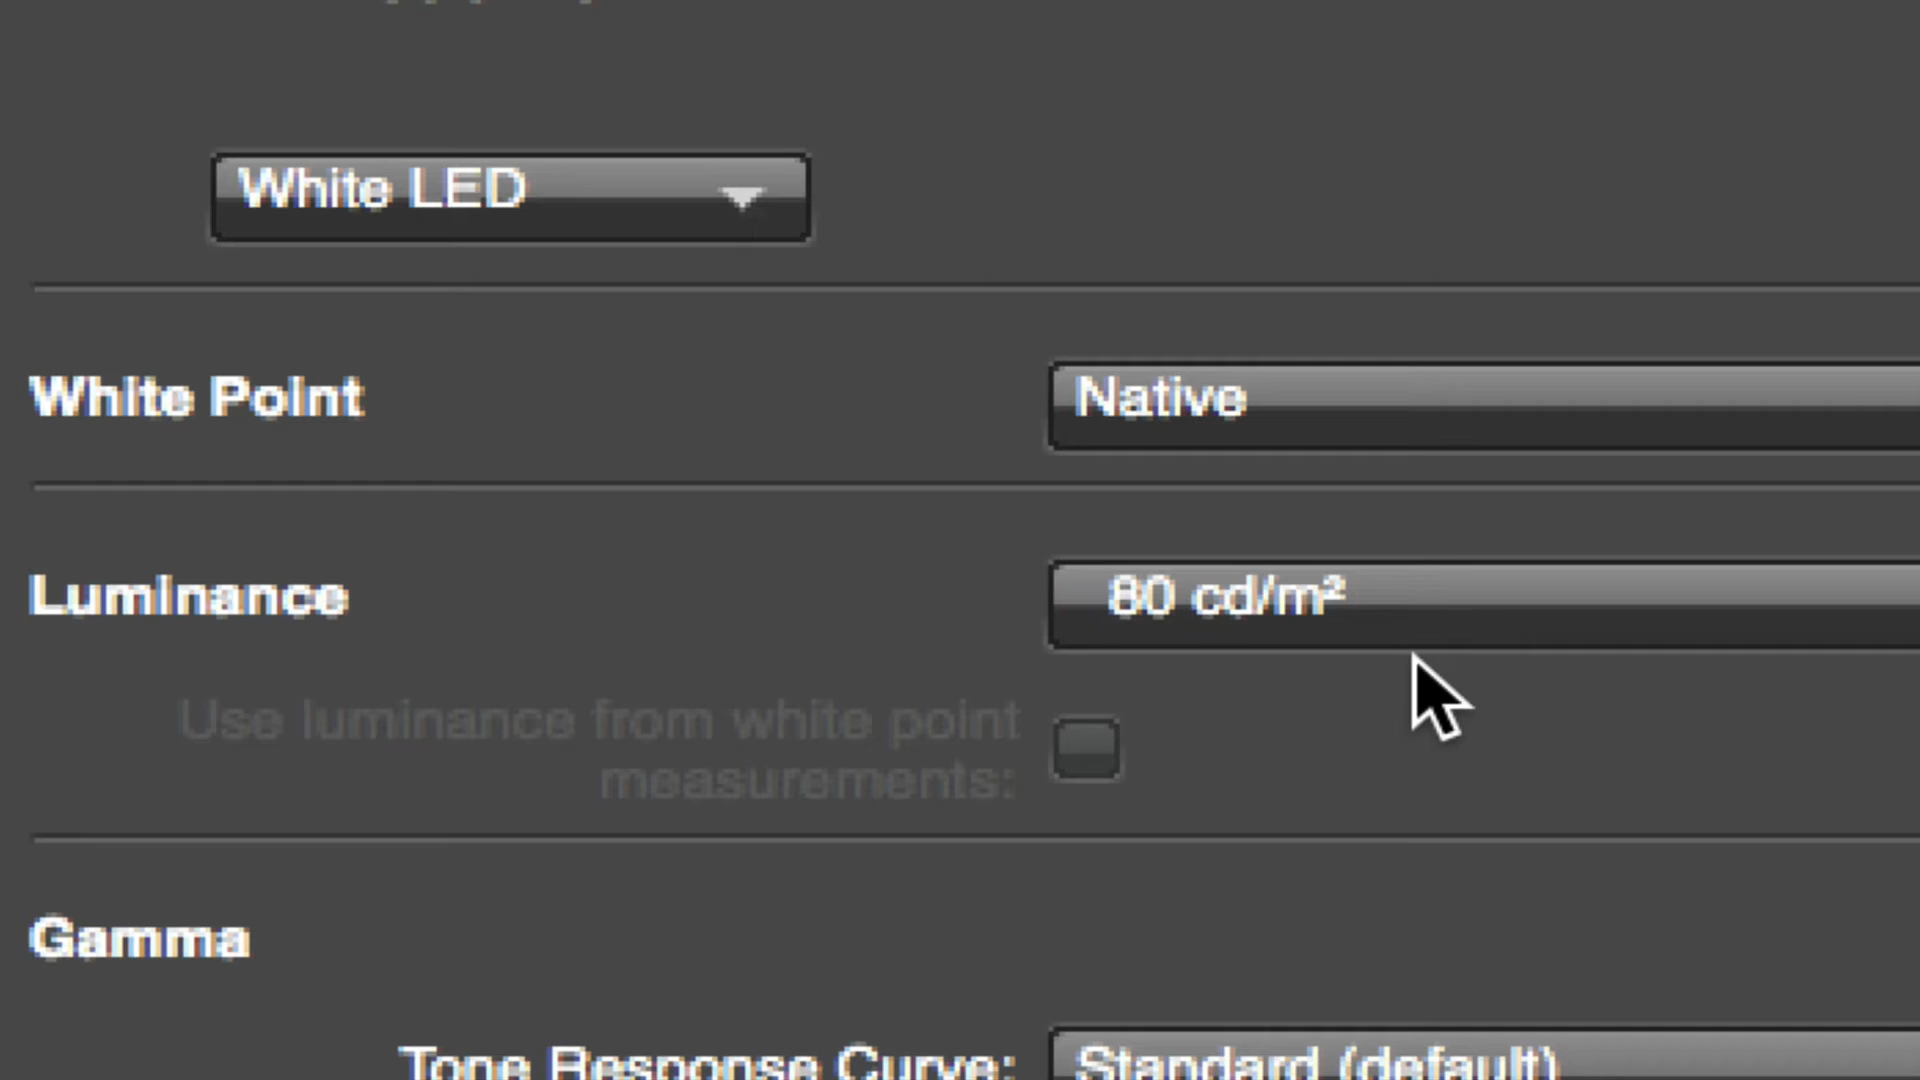 White LED
White Point
Native
Luminance
80 cd/m²
Use luminance from white point
measurements:
Gamma
Tone Response Curve:
Standard (default)